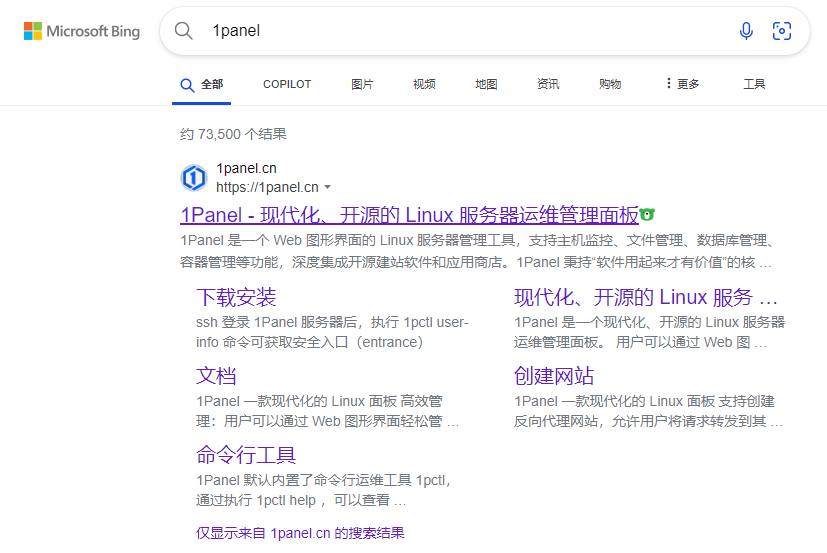 Microsoft Bing
1panel
全部 COPILOT 图片 视频 地图 资讯 购物 更多 工具
约 73,500 个结果
1panel.cn
https://1panel.cn
1Panel - 现代化、开源的 Linux 服务器运维管理面板
1Panel 是一个 Web 图形界面的 Linux 服务器管理工具，支持主机监控、文件管理、数据库管理、
容器管理等功能，深度集成开源建站软件和应用商店。1Panel 秉持“软件用起来才有价值”的核 ...
下载安装
ssh 登录 1Panel 服务器后，执行 1pctl user-
info 命令可获取安全入口（entrance）
现代化、开源的 Linux 服务 ...
1Panel 是一个现代化、开源的 Linux 服务器
运维管理面板。 用户可以通过 Web 图 ...
文档
1Panel —款现代化的 Linux 面板 高效管
理：用户可以通过 Web 图形界面轻松管 ...
创建网站
1Panel —款现代化的 Linux 面板 支持创建
反向代理网站，允许用户将请求转发到其 ...
命令行工具
1Panel 默认内置了命令行运维工具 1pctl，
通过执行 1pctl help ，可以查看 ...
仅显示来自 1panel.cn 的搜索结果